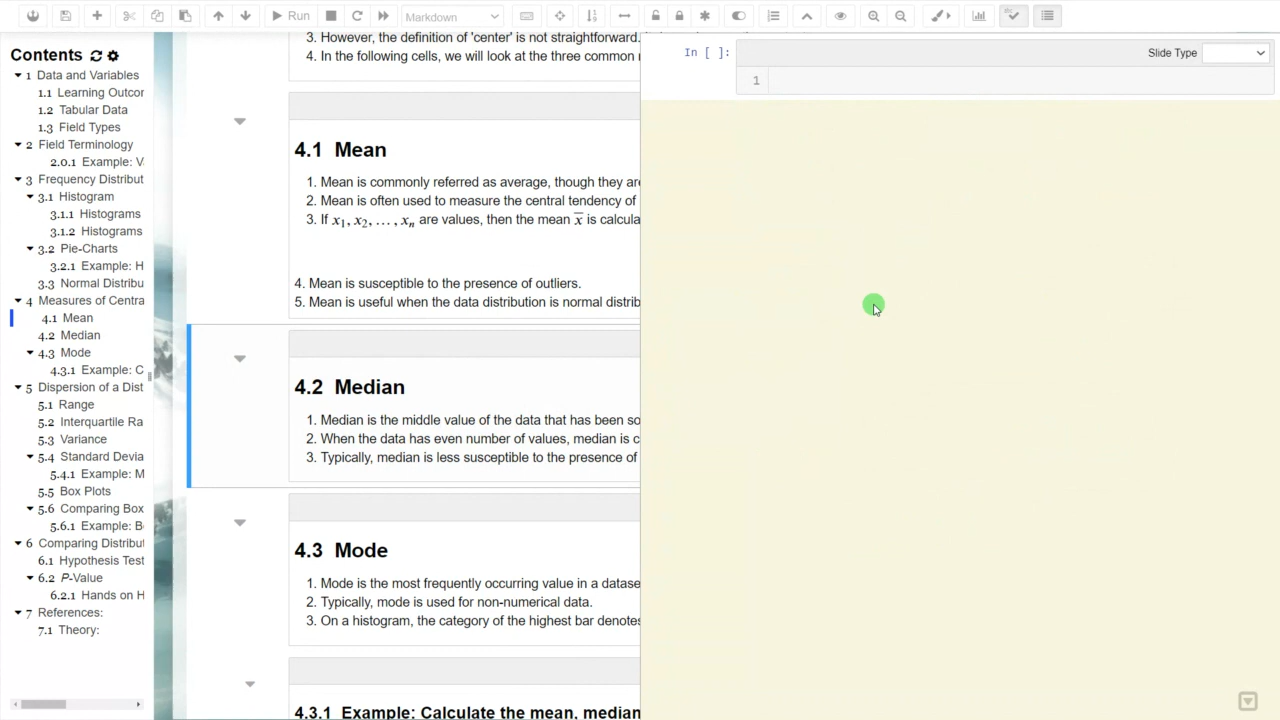 Run
Markdown
Contents
1 Data and Variables
1.1 Learning Outcor
1.2 Tabular Data
1.3 Field Types
2 Field Terminology
2.0.1 Example: V
3 Frequency Distribut
3.1 Histogram
3.1.1 Histograms
3.1.2 Histograms
3.2 Pie-Charts
3.2.1 Example: H
3.3 Normal Distribu
4 Measures of Centra
4.1 Mean
4.2 Median
4.3 Mode
4.3.1 Example: C
5 Dispersion of a Dist
5.1 Range
5.2 Interquartile Ra
5.3 Variance
5.4 Standard Devia
5.4.1 Example: M
5.5 Box Plots
5.6 Comparing Box
5.6.1 Example: B
6 Comparing Distribut
6.1 Hypothesis Test
6.2 P-Value
6.2.1 Hands on H
7 References:
7.1 Theory:
3. However, the definition of 'center' is not straightforward.
4. In the following cells, we will look at the three common
4.1 Mean
1. Mean is commonly referred as average, though they are
2. Mean is often used to measure the central tendency of
3. If x₁, x₂, …, xₙ are values, then the mean x̄ is calcula
4. Mean is susceptible to the presence of outliers.
5. Mean is useful when the data distribution is normal distrib
4.2 Median
1. Median is the middle value of the data that has been so
2. When the data has even number of values, median is c
3. Typically, median is less susceptible to the presence of
4.3 Mode
1. Mode is the most frequently occurring value in a datase
2. Typically, mode is used for non-numerical data.
3. On a histogram, the category of the highest bar denotes
4.3.1 Example: Calculate the mean, median
In [ ]:
Slide Type
1